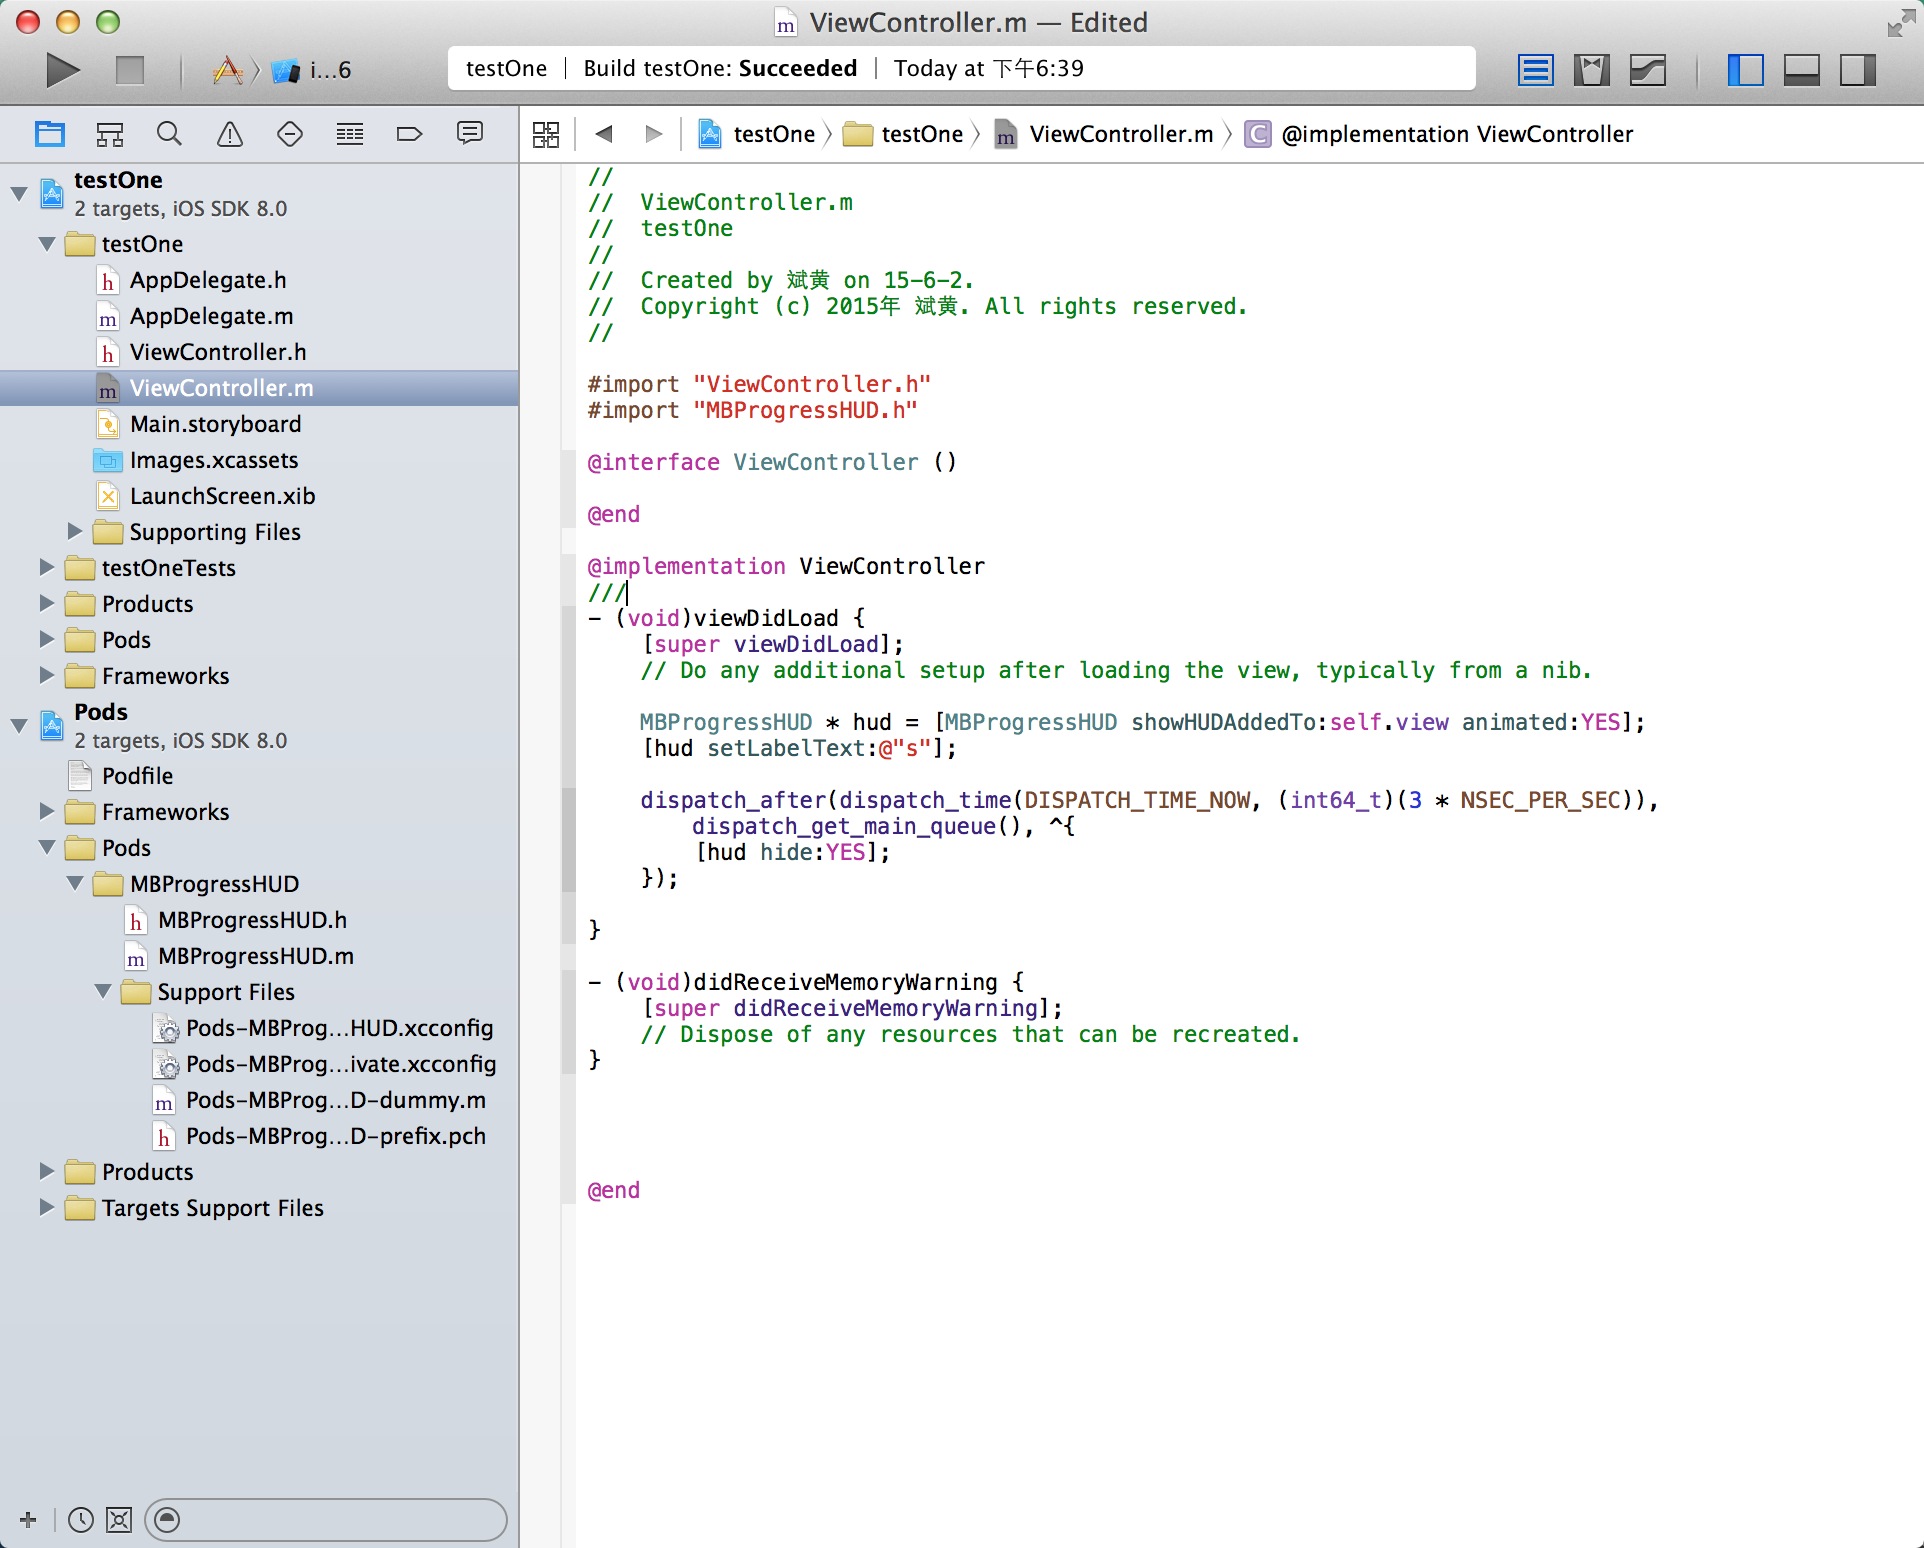 ViewController.m — Edited
i...6
testOne | Build testOne: Succeeded | Today at 下午6:39
testOne
testOne
ViewController.m
@implementation ViewController
testOne
2 targets, iOS SDK 8.0
testOne
AppDelegate.h
AppDelegate.m
ViewController.h
ViewController.m
Main.storyboard
Images.xcassets
LaunchScreen.xib
Supporting Files
testOneTests
Products
Pods
Frameworks
Pods
2 targets, iOS SDK 8.0
Podfile
Frameworks
Pods
MBProgressHUD
MBProgressHUD.h
MBProgressHUD.m
Support Files
Pods-MBProg...HUD.xcconfig
Pods-MBProg...ivate.xcconfig
Pods-MBProg...D-dummy.m
Pods-MBProg...D-prefix.pch
Products
Targets Support Files
//
//  ViewController.m
//  testOne
//
//  Created by 斌黄 on 15-6-2.
//  Copyright (c) 2015年 斌黄. All rights reserved.
//
#import "ViewController.h"
#import "MBProgressHUD.h"
@interface ViewController ()
@end
@implementation ViewController
///
- (void)viewDidLoad {
    [super viewDidLoad];
    // Do any additional setup after loading the view, typically from a nib.
    MBProgressHUD * hud = [MBProgressHUD showHUDAddedTo:self.view animated:YES];
    [hud setLabelText:@"s"];
    dispatch_after(dispatch_time(DISPATCH_TIME_NOW, (int64_t)(3 * NSEC_PER_SEC)),
        dispatch_get_main_queue(), ^{
        [hud hide:YES];
    });
}
- (void)didReceiveMemoryWarning {
    [super didReceiveMemoryWarning];
    // Dispose of any resources that can be recreated.
}
@end